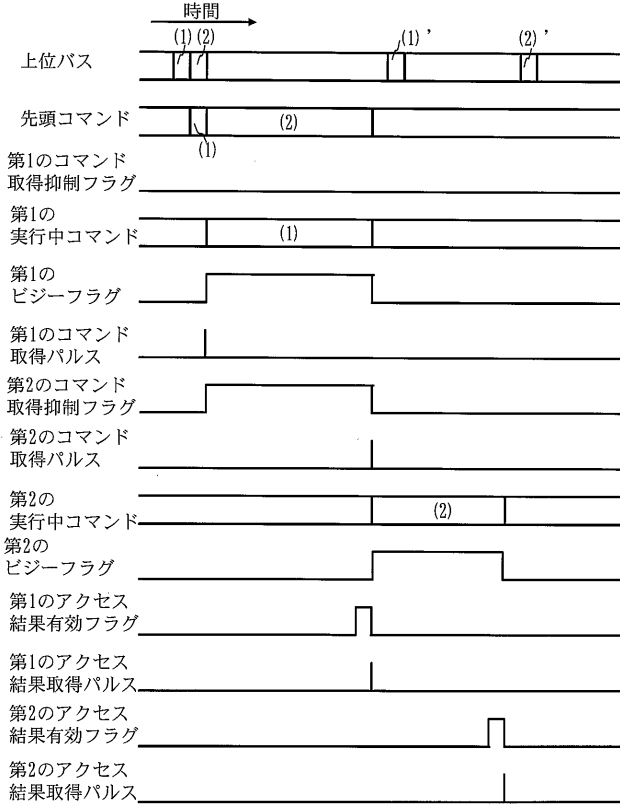 時間
(1) (2) (1)' (2)'
上位バス
先頭コマンド
(2)
(1)
第1のコマンド
取得抑制フラグ
第1の
実行中コマンド
(1)
第1の
ビジーフラグ
第1のコマンド
取得パルス
第2のコマンド
取得抑制フラグ
第2のコマンド
取得パルス
第2の
実行中コマンド
(2)
第2の
ビジーフラグ
第1のアクセス
結果有効フラグ
第1のアクセス
結果取得パルス
第2のアクセス
結果有効フラグ
第2のアクセス
結果取得パルス